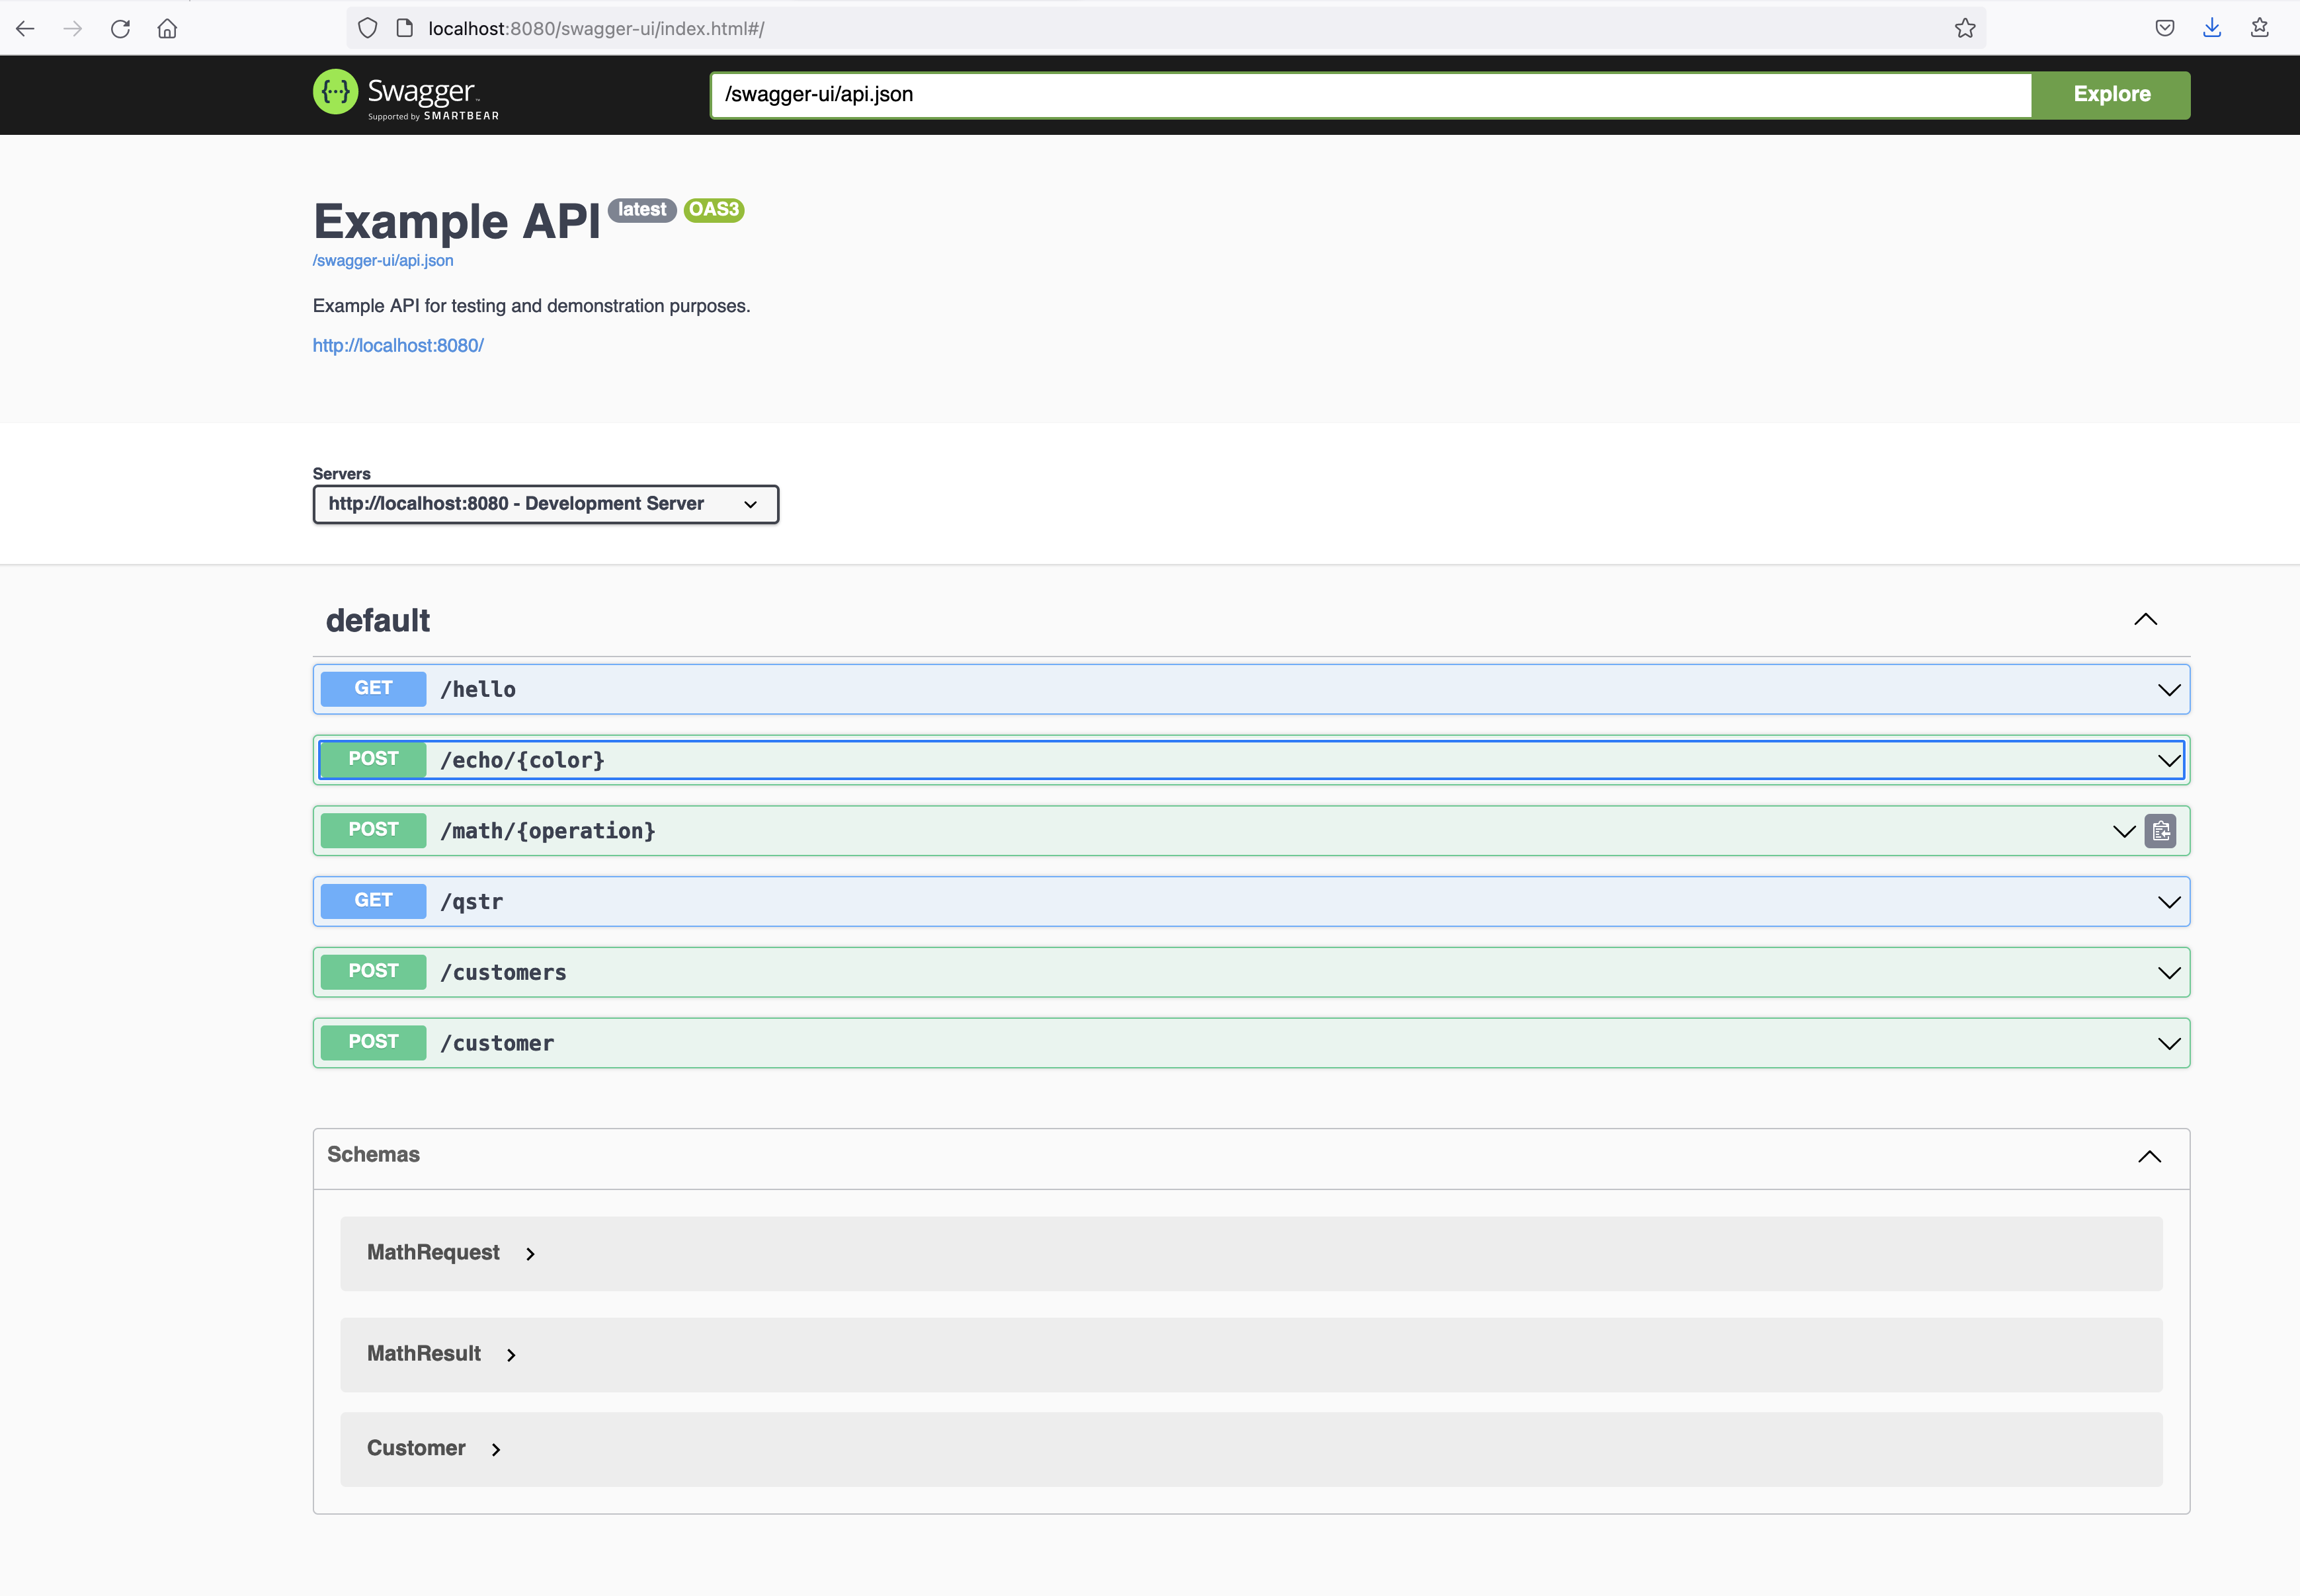 localhost:8080/swagger-ui/index.html#/
Swagger
Supported by SMARTBEAR
/swagger-ui/api.json
Explore
Example API latest OAS3
/swagger-ui/api.json
Example API for testing and demonstration purposes.
http://localhost:8080/
Servers
http://localhost:8080 - Development Server
default
GET /hello
POST /echo/{color}
POST /math/{operation}
GET /qstr
POST /customers
POST /customer
Schemas
MathRequest
MathResult
Customer